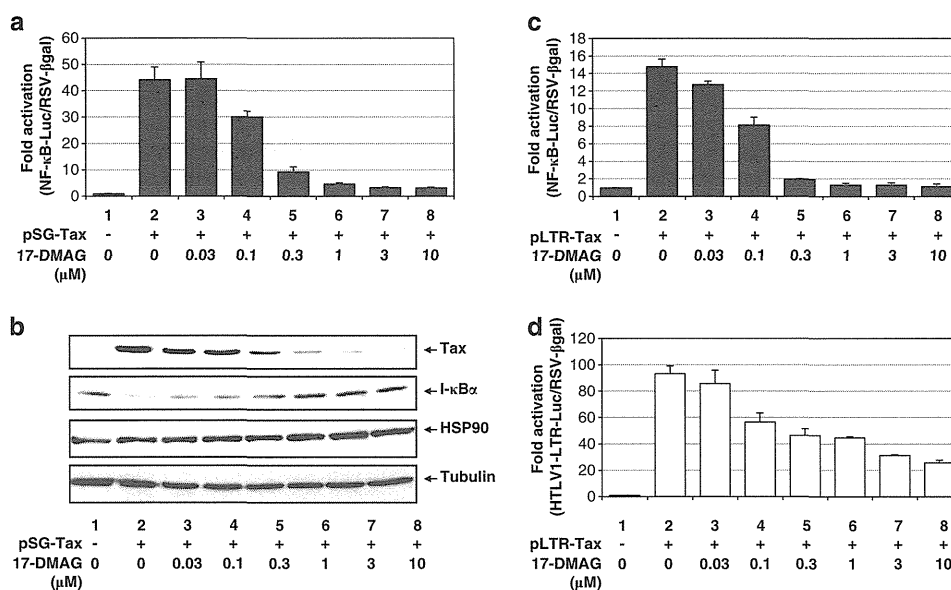 a
Fold activation
(NF-κB-Luc/RSV-βgal)
60
50
40
30
20
10
0
1 2 3 4 5 6 7 8
pSG-Tax - + + + + + + +
17-DMAG 0 0 0.03 0.1 0.3 1 3 10
(μM)
b
Tax
I-κBα
HSP90
Tubulin
1 2 3 4 5 6 7 8
pSG-Tax - + + + + + + +
17-DMAG 0 0 0.03 0.1 0.3 1 3 10
(μM)
c
Fold activation
(NF-κB-Luc/RSV-βgal)
18
16
14
12
10
8
6
4
2
0
1 2 3 4 5 6 7 8
pLTR-Tax - + + + + + + +
17-DMAG 0 0 0.03 0.1 0.3 1 3 10
(μM)
d
Fold activation
(HTLV1-LTR-Luc/RSV-βgal)
120
100
80
60
40
20
0
1 2 3 4 5 6 7 8
pLTR-Tax - + + + + + + +
17-DMAG 0 0 0.03 0.1 0.3 1 3 10
(μM)